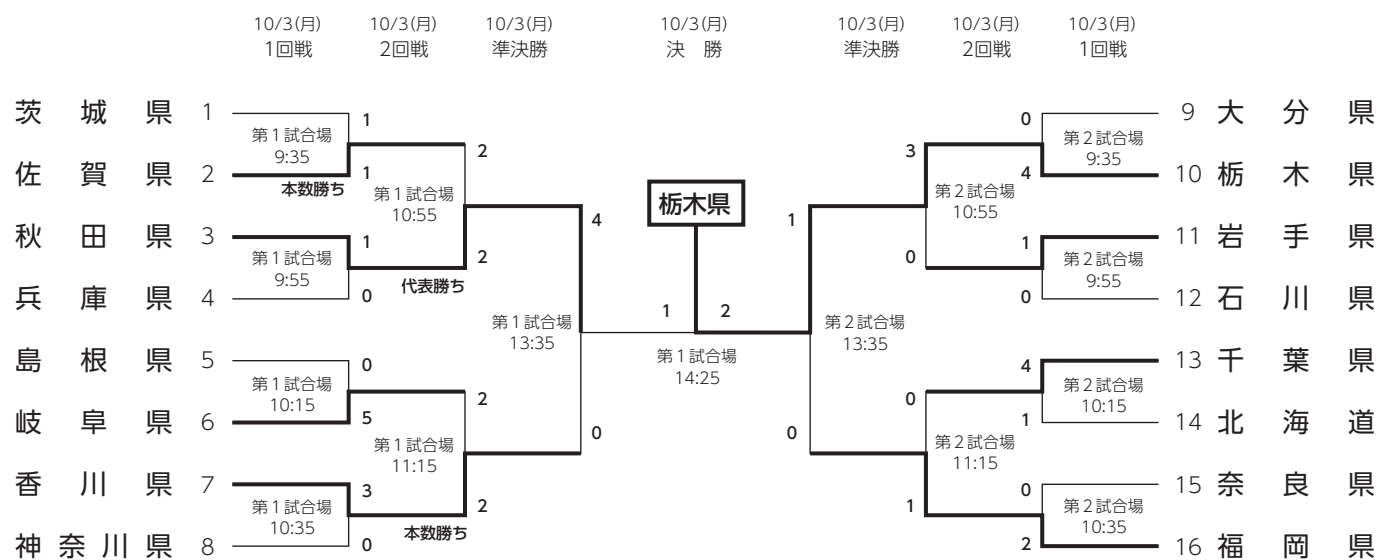 10/3(月) 10/3(月) 10/3(月) 10/3(月) 10/3(月) 10/3(月) 10/3(月)
1回戦 2回戦 準決勝 決 勝 準決勝 2回戦 1回戦
茨城県 1
佐賀県 2
秋田県 3
兵庫県 4
島根県 5
岐阜県 6
香川県 7
神奈川県 8
第1試合場
9:35
1
1
本数勝ち
第1試合場
9:55
1
0
第1試合場
10:15
0
5
第1試合場
10:35
3
0
第1試合場
10:55
2
2
代表勝ち
第1試合場
11:15
2
2
本数勝ち
第1試合場
13:35
4
0
栃木県
1 2
第1試合場
14:25
1
0
第2試合場
13:35
3
0
第2試合場
10:55
0
1
第2試合場
11:15
0
4
第2試合場
9:35
1
0
第2試合場
9:55
4
1
第2試合場
10:15
0
2
第2試合場
10:35
9 大分県
10 栃木県
11 岩手県
12 石川県
13 千葉県
14 北海道
15 奈良県
16 福岡県